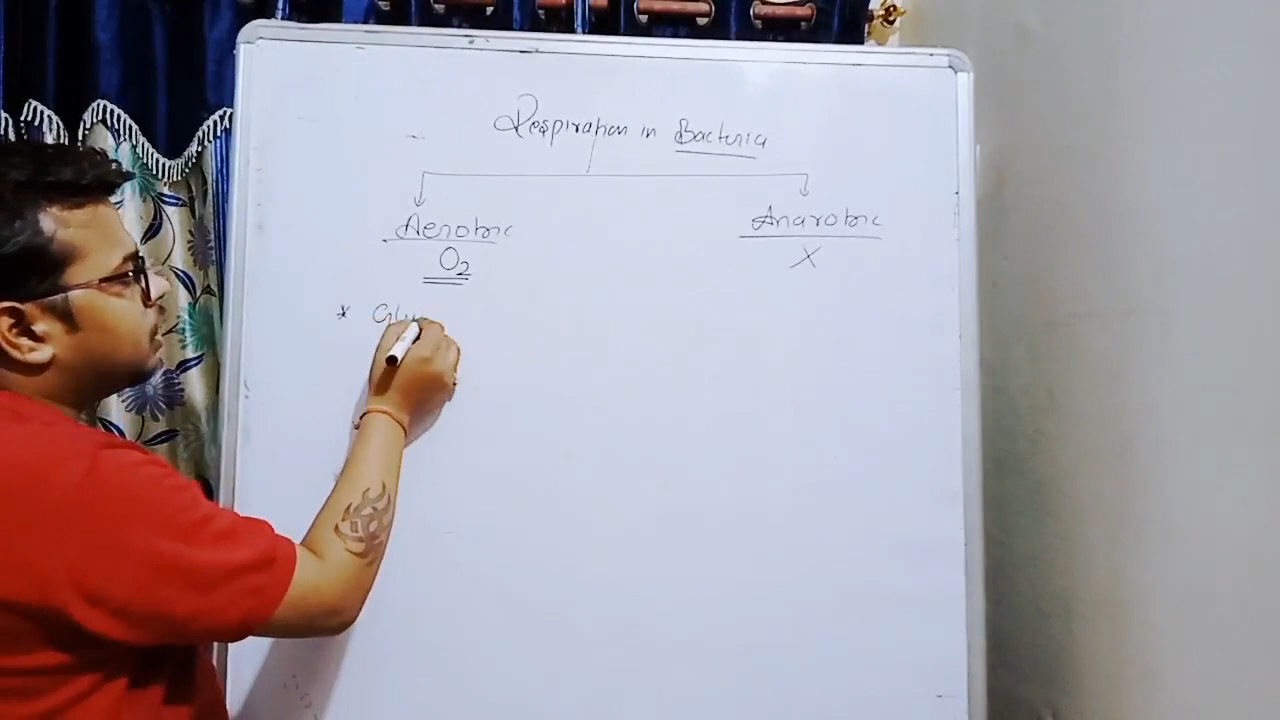 Respiration in Bacteria
Aerobic Anarobic
O₂ X
* Glu